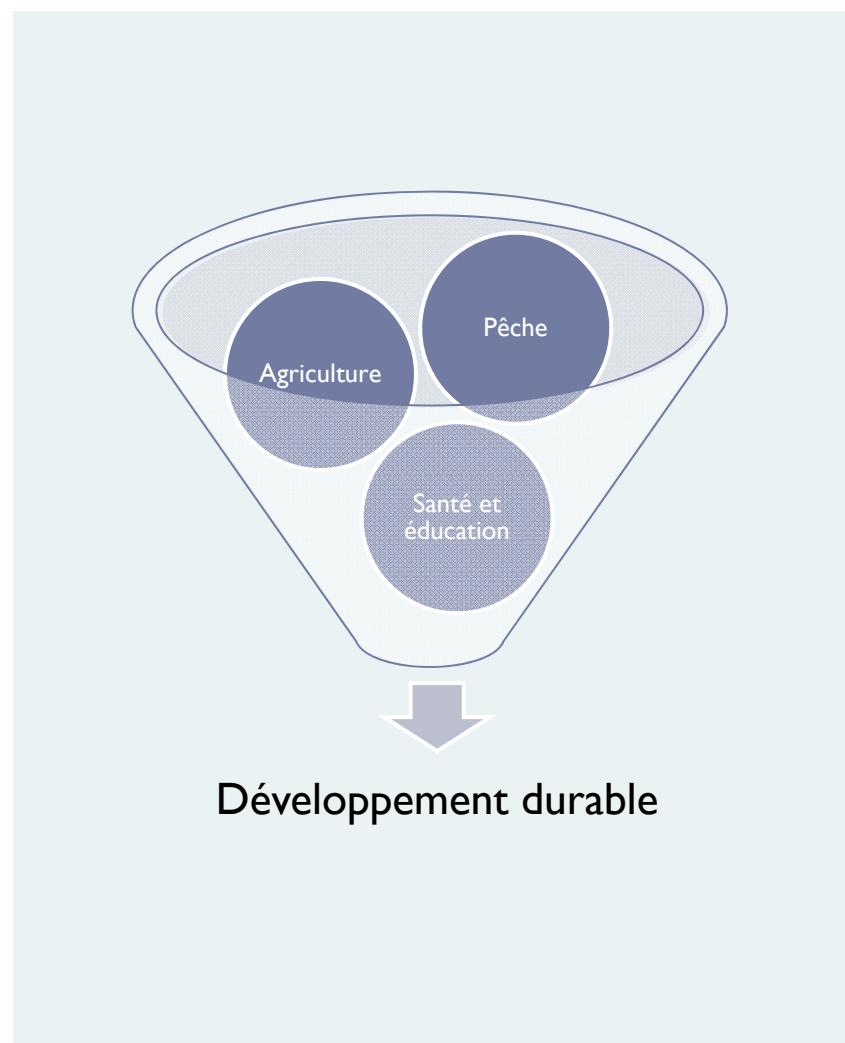 Pêche
Agriculture
Santé et
éducation
Développement durable